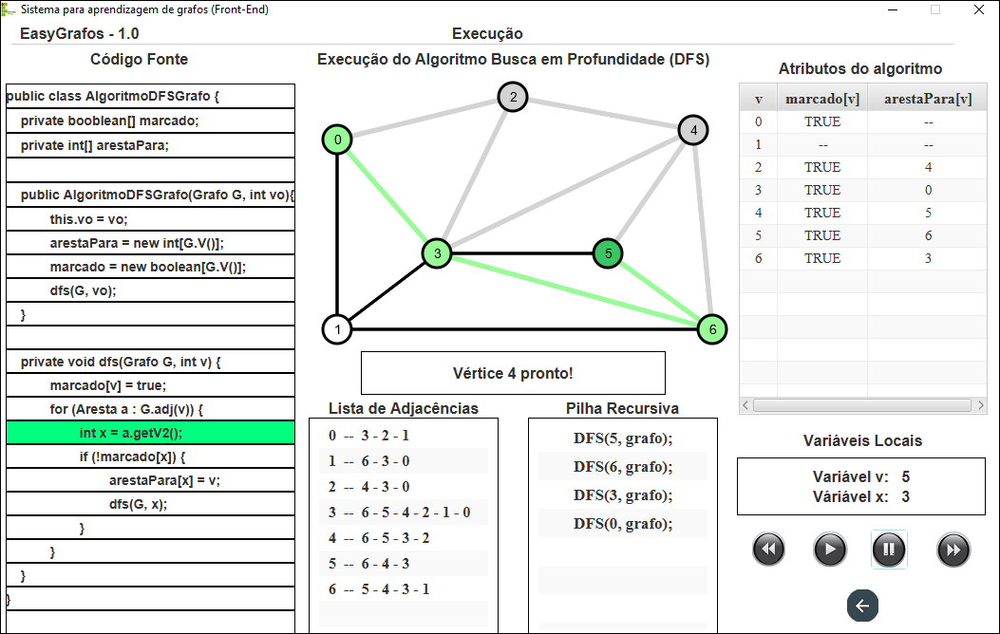 Sistema para aprendizagem de grafos (Front-End)
EasyGrafos - 1.0
Execução
Código Fonte
public class AlgoritmoDFSGrafo {
private booblean[] marcado;
private int[] arestaPara;
public AlgoritmoDFSGrafo(Grafo G, int vo){
this.vo = vo;
arestaPara = new int[G.V()];
marcado = new boolean[G.V()];
dfs(G, vo);
}
private void dfs(Grafo G, int v) {
marcado[v] = true;
for (Aresta a : G.adj(v)) {
int x = a.getV2();
if (!marcado[x]) {
arestaPara[x] = v;
dfs(G, x);
}
}
}
}
Execução do Algoritmo Busca em Profundidade (DFS)
2
4
0
3
5
1
6
Vértice 4 pronto!
Lista de Adjacências
0 -- 3 - 2 - 1
1 -- 6 - 3 - 0
2 -- 4 - 3 - 0
3 -- 6 - 5 - 4 - 2 - 1 - 0
4 -- 6 - 5 - 3 - 2
5 -- 6 - 4 - 3
6 -- 5 - 4 - 3 - 1
Pilha Recursiva
DFS(5, grafo);
DFS(6, grafo);
DFS(3, grafo);
DFS(0, grafo);
Atributos do algoritmo
v marcado[v] arestaPara[v]
0 TRUE --
1 -- --
2 TRUE 4
3 TRUE 0
4 TRUE 5
5 TRUE 6
6 TRUE 3
Variáveis Locais
Variável v: 5
Váriável x: 3